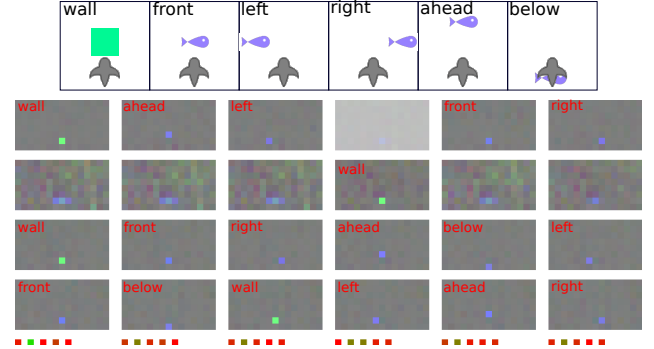 wall front left right ahead below
wall ahead left front right
wall
wall front right ahead below left
front below wall left ahead right